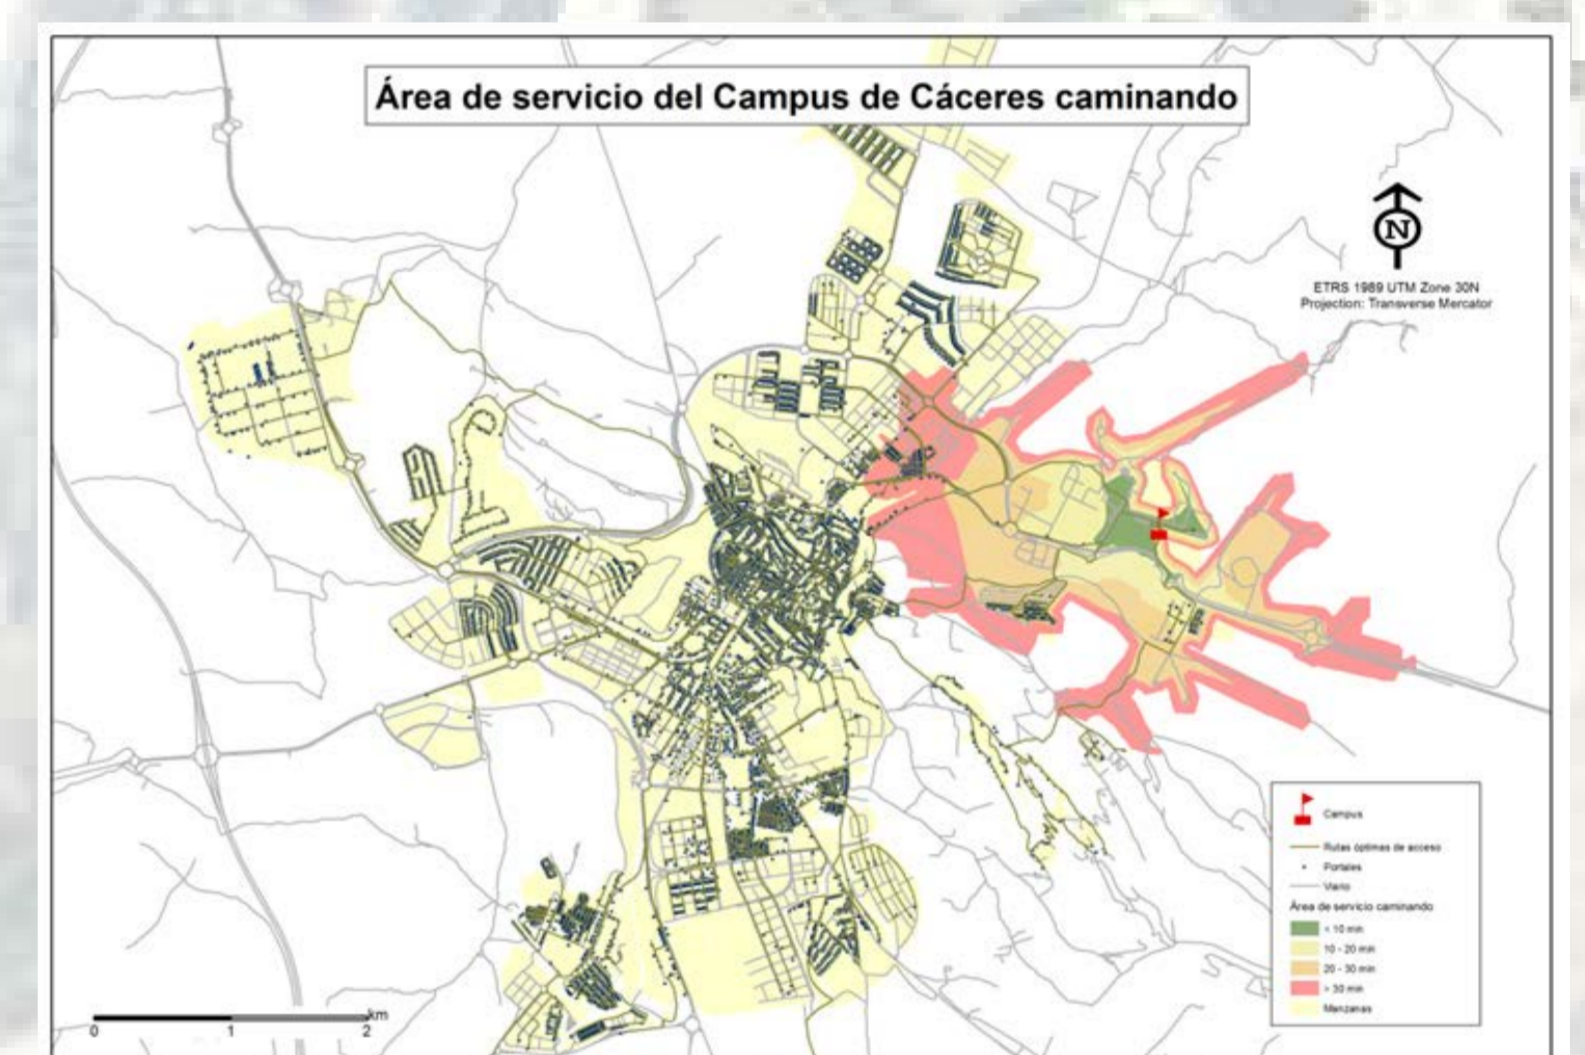 Área de servicio del Campus de Cáceres caminando
N
ETRS 1989 UTM Zone 30N
Projection: Transverse Mercator
Campus
Rutas óptimas de acceso
Portales
Viario
Área de servicio caminando
< 10 min
10 - 20 min
20 - 30 min
> 30 min
Manzanas
km
0 1 2